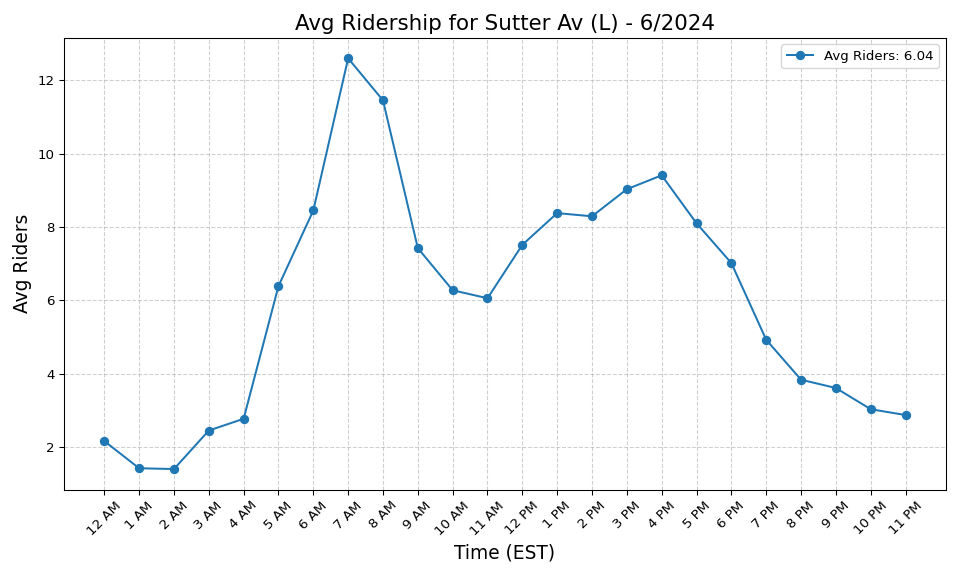 Avg Ridership for Sutter Av (L) - 6/2024
Avg Riders: 6.04
12
10
8
6
4
2
Avg Riders
12 AM
1 AM
2 AM
3 AM
4 AM
5 AM
6 AM
7 AM
8 AM
9 AM
10 AM
11 AM
12 PM
1 PM
2 PM
3 PM
4 PM
5 PM
6 PM
7 PM
8 PM
9 PM
10 PM
11 PM
Time (EST)